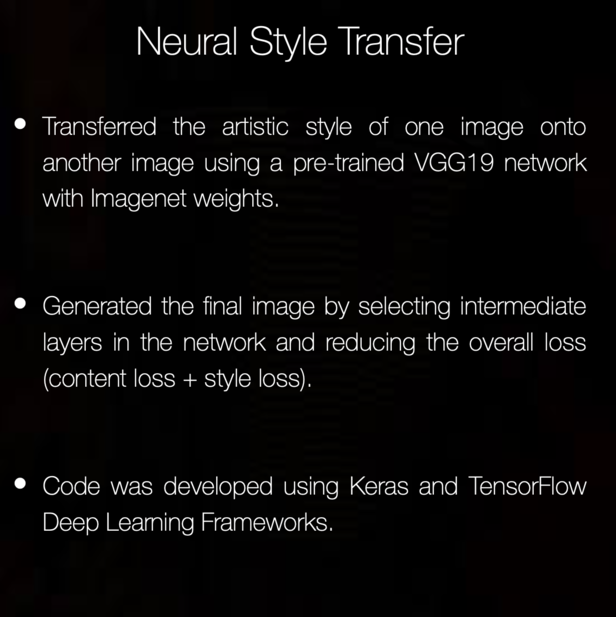 Neural Style Transfer
• Transferred the artistic style of one image onto
another image using a pre-trained VGG19 network
with Imagenet weights.
• Generated the final image by selecting intermediate
layers in the network and reducing the overall loss
(content loss + style loss).
• Code was developed using Keras and TensorFlow
Deep Learning Frameworks.